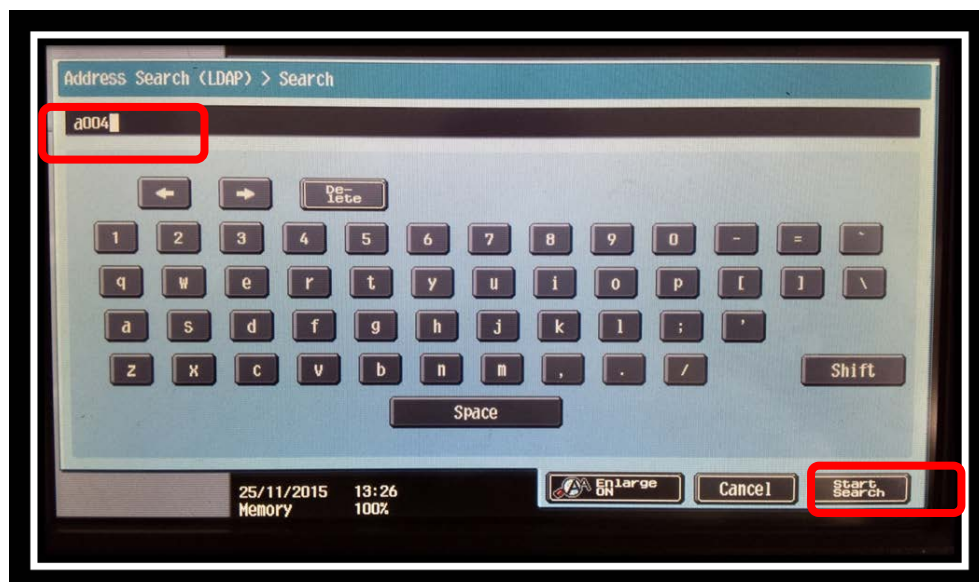 Address Search (LDAP) > Search
a004
← → De-
lete
1 2 3 4 5 6 7 8 9 0 - = `
q w e r t y u i o p [ ] \
a s d f g h j k l ; '
z x c v b n m , . / Shift
Space
Enlarge
ON
Cancel
Start
Search
25/11/2015 13:26
Memory 100%